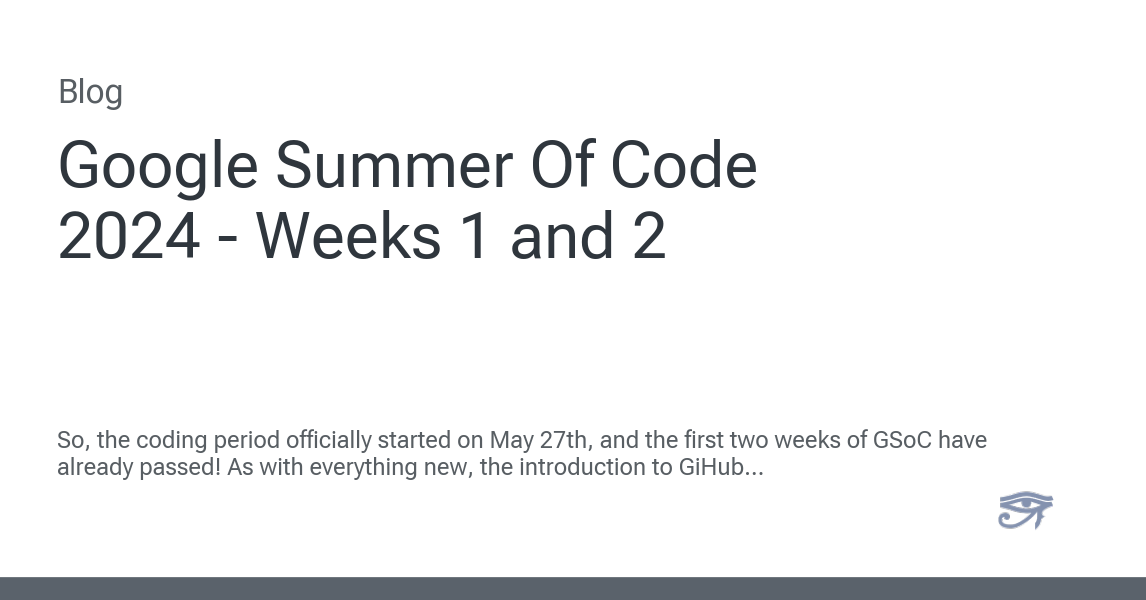 Blog
Google Summer Of Code
2024 - Weeks 1 and 2
So, the coding period officially started on May 27th, and the first two weeks of GSoC have
already passed! As with everything new, the introduction to GiHub...